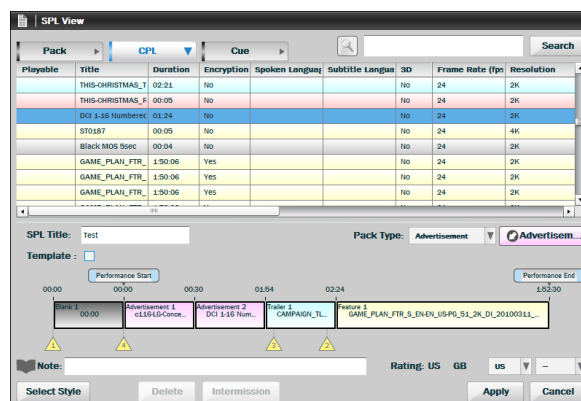 SPL View
Pack CPL Cue Search
Playable Title Duration Encryption Spoken Languag Subtitle Langua 3D Frame Rate (fps Resolution
THIS-CHRISTMAS_T 02:21 No No 24 2K
THIS-CHRISTMAS_F 00:05 No No 24 2K
DCI 1-16 Numbered 01:24 No No 24 2K
ST0187 00:05 No No 24 4K
Black MOS 5sec 00:04 No No 24 2K
GAME_PLAN_FTR_ 1:50:06 Yes No 24 2K
GAME_PLAN_FTR_ 1:50:06 Yes No 24 2K
GAME_PLAN_FTR_ 1:50:06 Yes No 24 2K
SPL Title: Test Pack Type: Advertisement Advertisem...
Template :
Performance Start Performance End
00:00 00:00 00:30 01:54 02:24 1:52:30
Blank 1 Advertisement 1 Advertisement 2 Trailer 1 Feature 1
00:00 c116-LG-Conce... DCI 1-16 Num... CAMPAIGN_TL... GAME_PLAN_FTR_S_EN-EN_US-PG_51_2K_DI_20100311_...
1 4 3 2
Note: Rating: US GB US –
Select Style Delete Intermission Apply Cancel